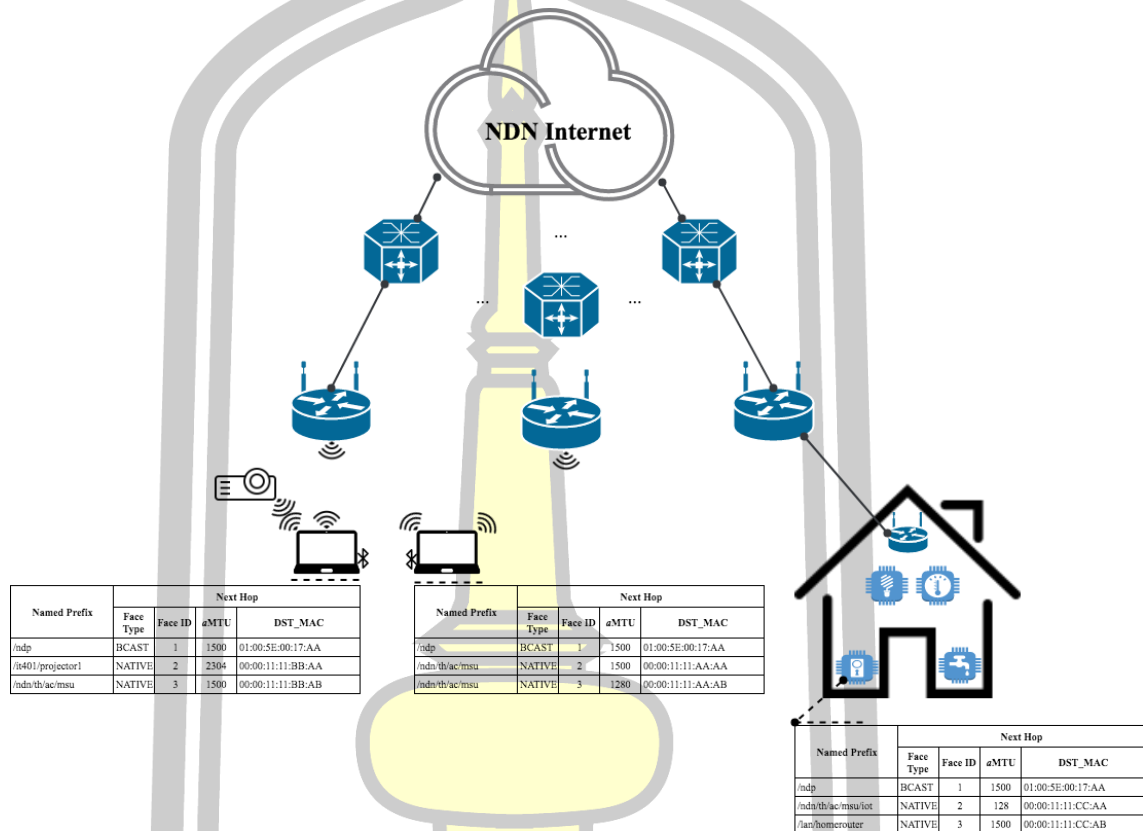 NDN Internet
...
... ...
Named Prefix Next Hop
Face Type Face ID aMTU DST_MAC
/ndp BCAST 1 1500 01:00:5E:00:17:AA
/it401/projector1 NATIVE 2 2304 00:00:11:11:BB:AA
/ndn/th/ac/msu NATIVE 3 1500 00:00:11:11:BB:AB
Named Prefix Next Hop
Face Type Face ID aMTU DST_MAC
/ndp BCAST 1 1500 01:00:5E:00:17:AA
/ndn/th/ac/msu NATIVE 2 1500 00:00:11:11:AA:AA
/ndn/th/ac/msu NATIVE 3 1280 00:00:11:11:AA:AB
Named Prefix Next Hop
Face Type Face ID aMTU DST_MAC
/ndp BCAST 1 1500 01:00:5E:00:17:AA
/ndn/th/ac/msu/iot NATIVE 2 128 00:00:11:11:CC:AA
/lan/homerouter NATIVE 3 1500 00:00:11:11:CC:AB